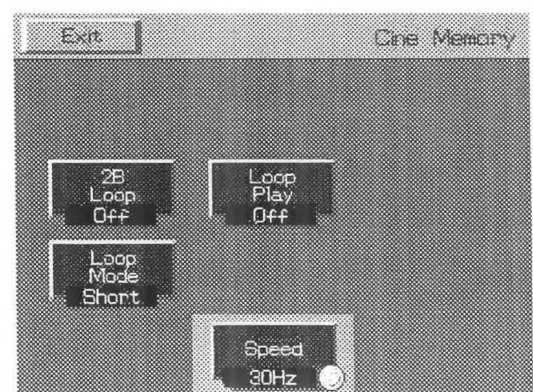 Exit
Cine Memory
2B
Loop
Off
Loop
Play
Off
Loop
Mode
Short
Speed
30Hz